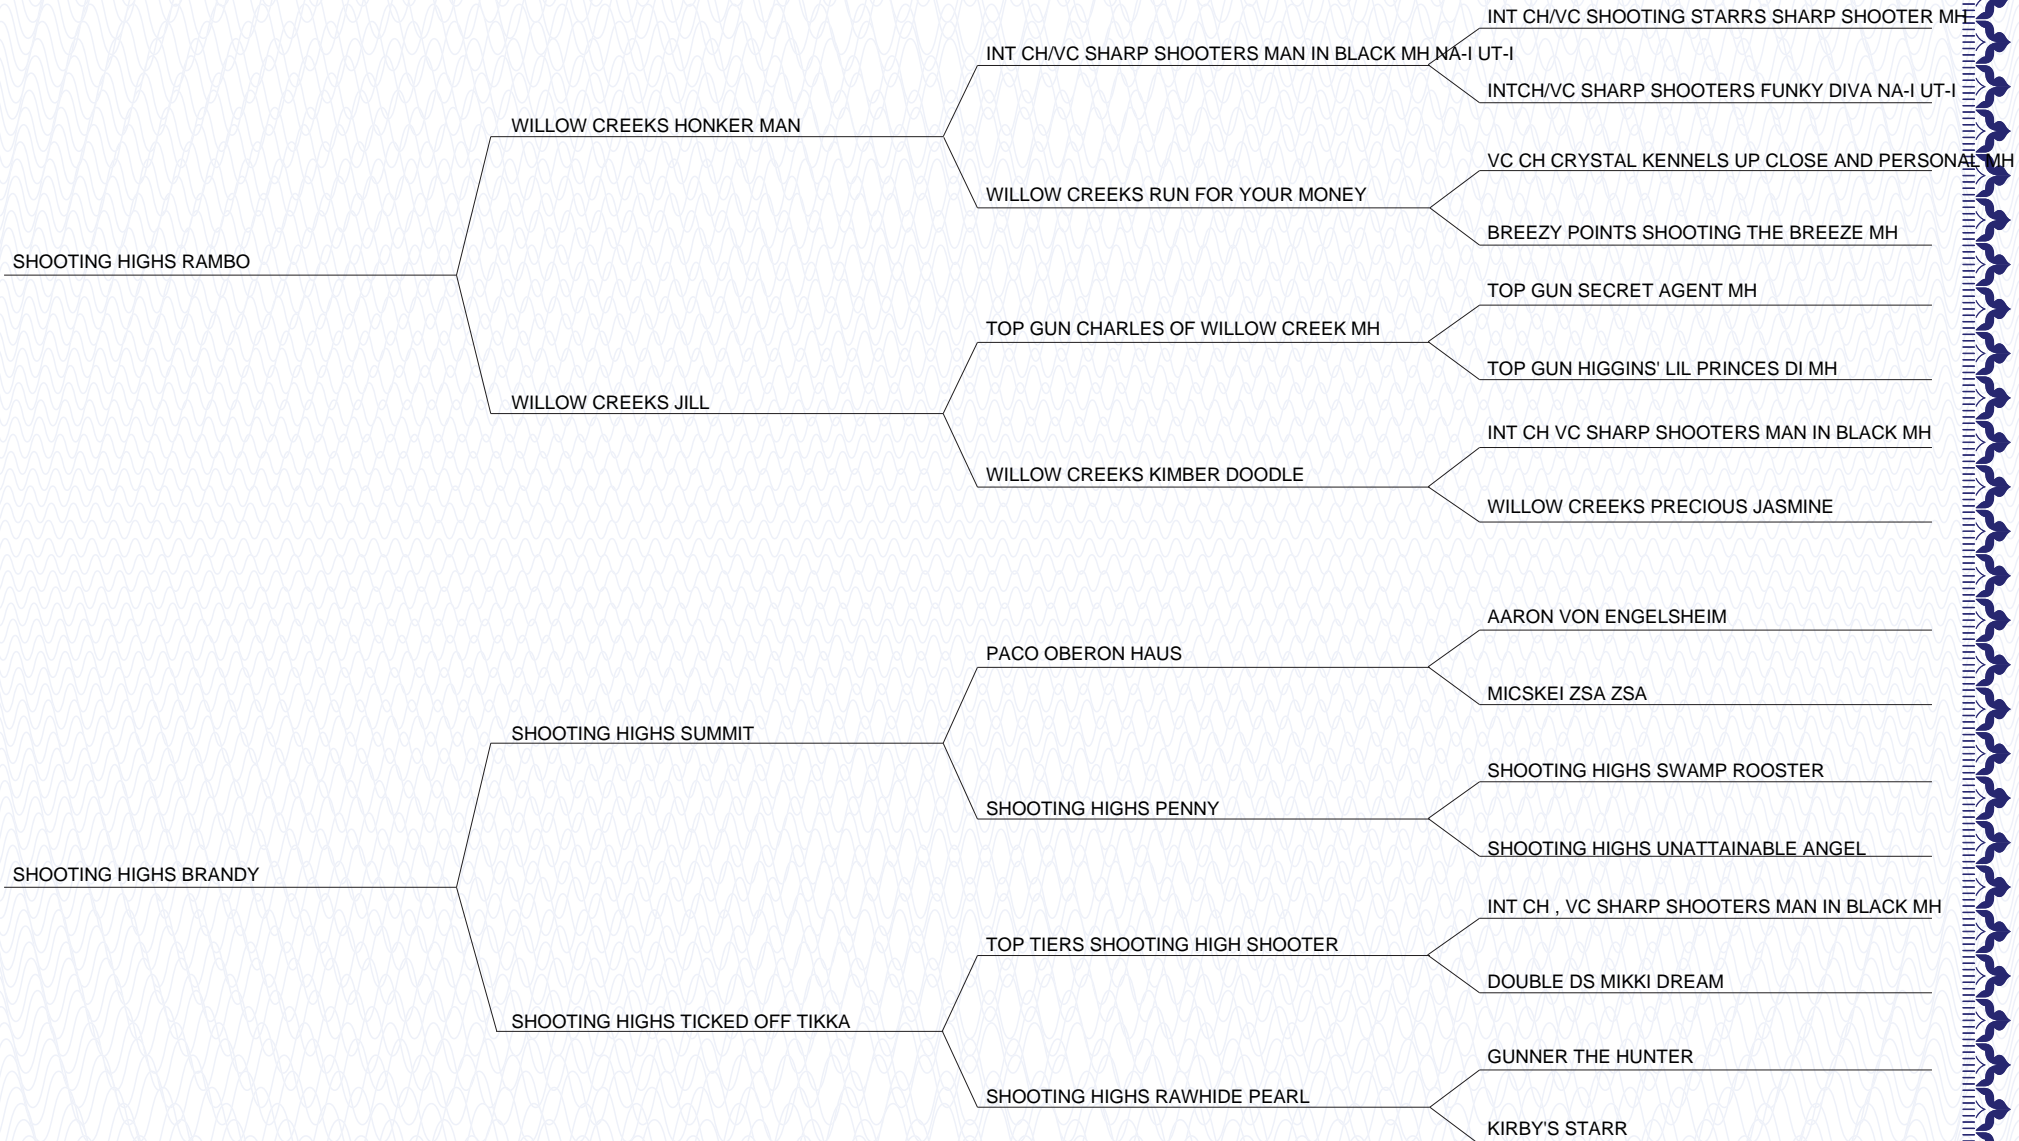 INT CH/VC SHOOTING STARRS SHARP SHOOTER MH
INT CH/VC SHARP SHOOTERS MAN IN BLACK MH NA-I UT-I
INTCH/VC SHARP SHOOTERS FUNKY DIVA NA-I UT-I
WILLOW CREEKS HONKER MAN
VC CH CRYSTAL KENNELS UP CLOSE AND PERSONAL MH
WILLOW CREEKS RUN FOR YOUR MONEY
BREEZY POINTS SHOOTING THE BREEZE MH
SHOOTING HIGHS RAMBO
TOP GUN SECRET AGENT MH
TOP GUN CHARLES OF WILLOW CREEK MH
TOP GUN HIGGINS' LIL PRINCES DI MH
WILLOW CREEKS JILL
INT CH VC SHARP SHOOTERS MAN IN BLACK MH
WILLOW CREEKS KIMBER DOODLE
WILLOW CREEKS PRECIOUS JASMINE
AARON VON ENGELSHEIM
PACO OBERON HAUS
MICSKEI ZSA ZSA
SHOOTING HIGHS SUMMIT
SHOOTING HIGHS SWAMP ROOSTER
SHOOTING HIGHS PENNY
SHOOTING HIGHS UNATTAINABLE ANGEL
SHOOTING HIGHS BRANDY
INT CH , VC SHARP SHOOTERS MAN IN BLACK MH
TOP TIERS SHOOTING HIGH SHOOTER
DOUBLE DS MIKKI DREAM
SHOOTING HIGHS TICKED OFF TIKKA
GUNNER THE HUNTER
SHOOTING HIGHS RAWHIDE PEARL
KIRBY'S STARR